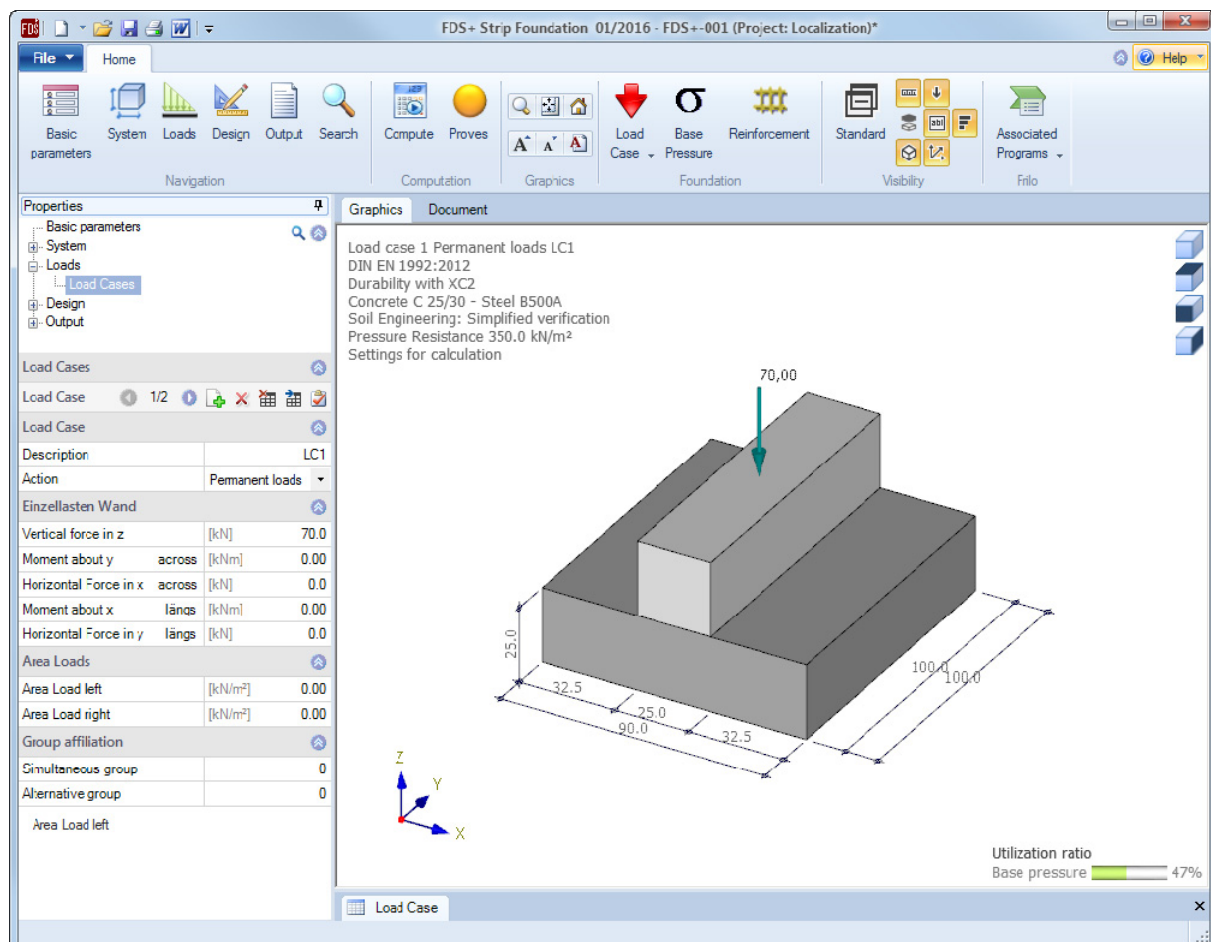 FDS+ Strip Foundation 01/2016 - FDS+-001 (Project: Localization)*
File Home Help
Basic parameters
System
Loads
Design
Output
Search
Compute
Proves
Load Case
Base Pressure
Reinforcement
Standard
Associated Programs
Navigation
Computation
Graphics
Foundation
Visibility
Frilo
Properties
Basic parameters
System
Loads
Load Cases
Design
Output
Load Cases
Load Case 1/2
Load Case
Description LC1
Action Permanent loads
Einzellasten Wand
Vertical force in z [kN] 70.0
Moment about y across [kNm] 0.00
Horizontal Force in x across [kN] 0.0
Moment about x längs [kNm] 0.00
Horizontal Force in y längs [kN] 0.0
Area Loads
Area Load left [kN/m²] 0.00
Area Load right [kN/m²] 0.00
Group affiliation
Simultaneous group 0
Alternative group 0
Area Load left
Graphics Document
Load case 1 Permanent loads LC1
DIN EN 1992:2012
Durability with XC2
Concrete C 25/30 - Steel B500A
Soil Engineering: Simplified verification
Pressure Resistance 350.0 kN/m²
Settings for calculation
70,00
25.0
32.5
25.0
90.0
32.5
100.0
100.0
Z
Y
X
Utilization ratio
Base pressure 47%
Load Case